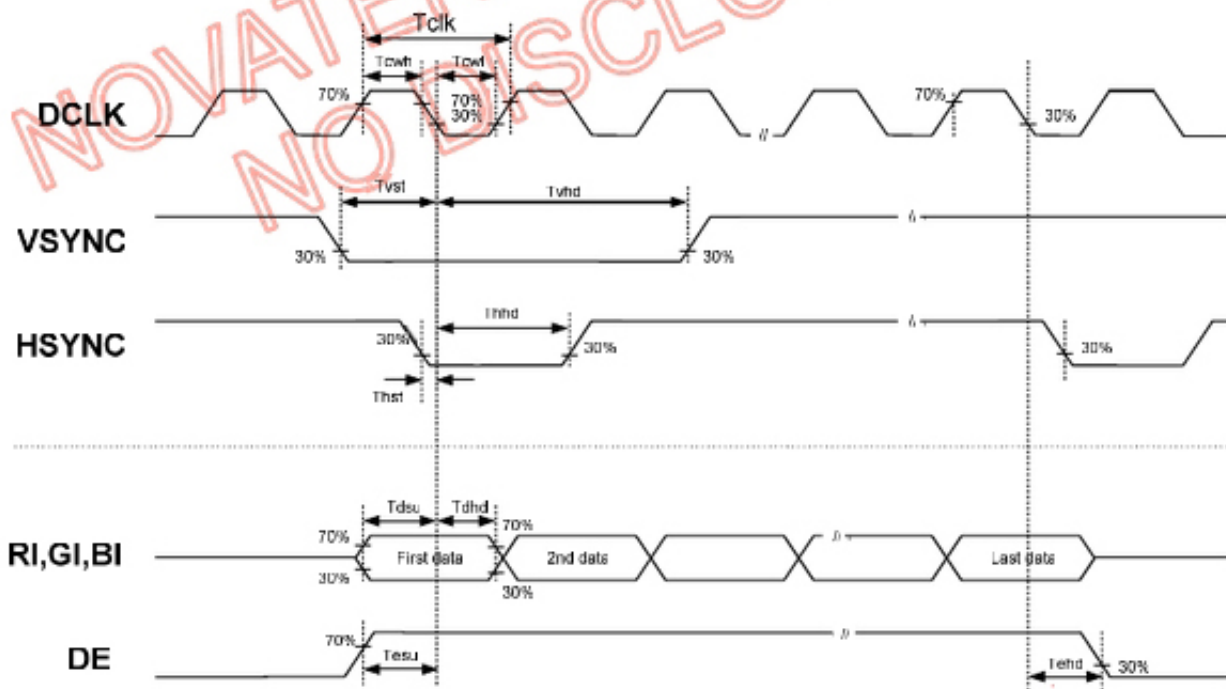 NOVATE
NO DISCLO
Tclk
Tcwh Tcwl
DCLK 70% 70% 30% 70% 30%
Tvst Tvhd
VSYNC 30% 30%
Thhd
HSYNC 30% 30% 30%
Thst
Tdsu Tdhd
70% 70%
RI,GI,BI First data 2nd data Last data
30% 30%
70%
DE Tesu Tehd 30%